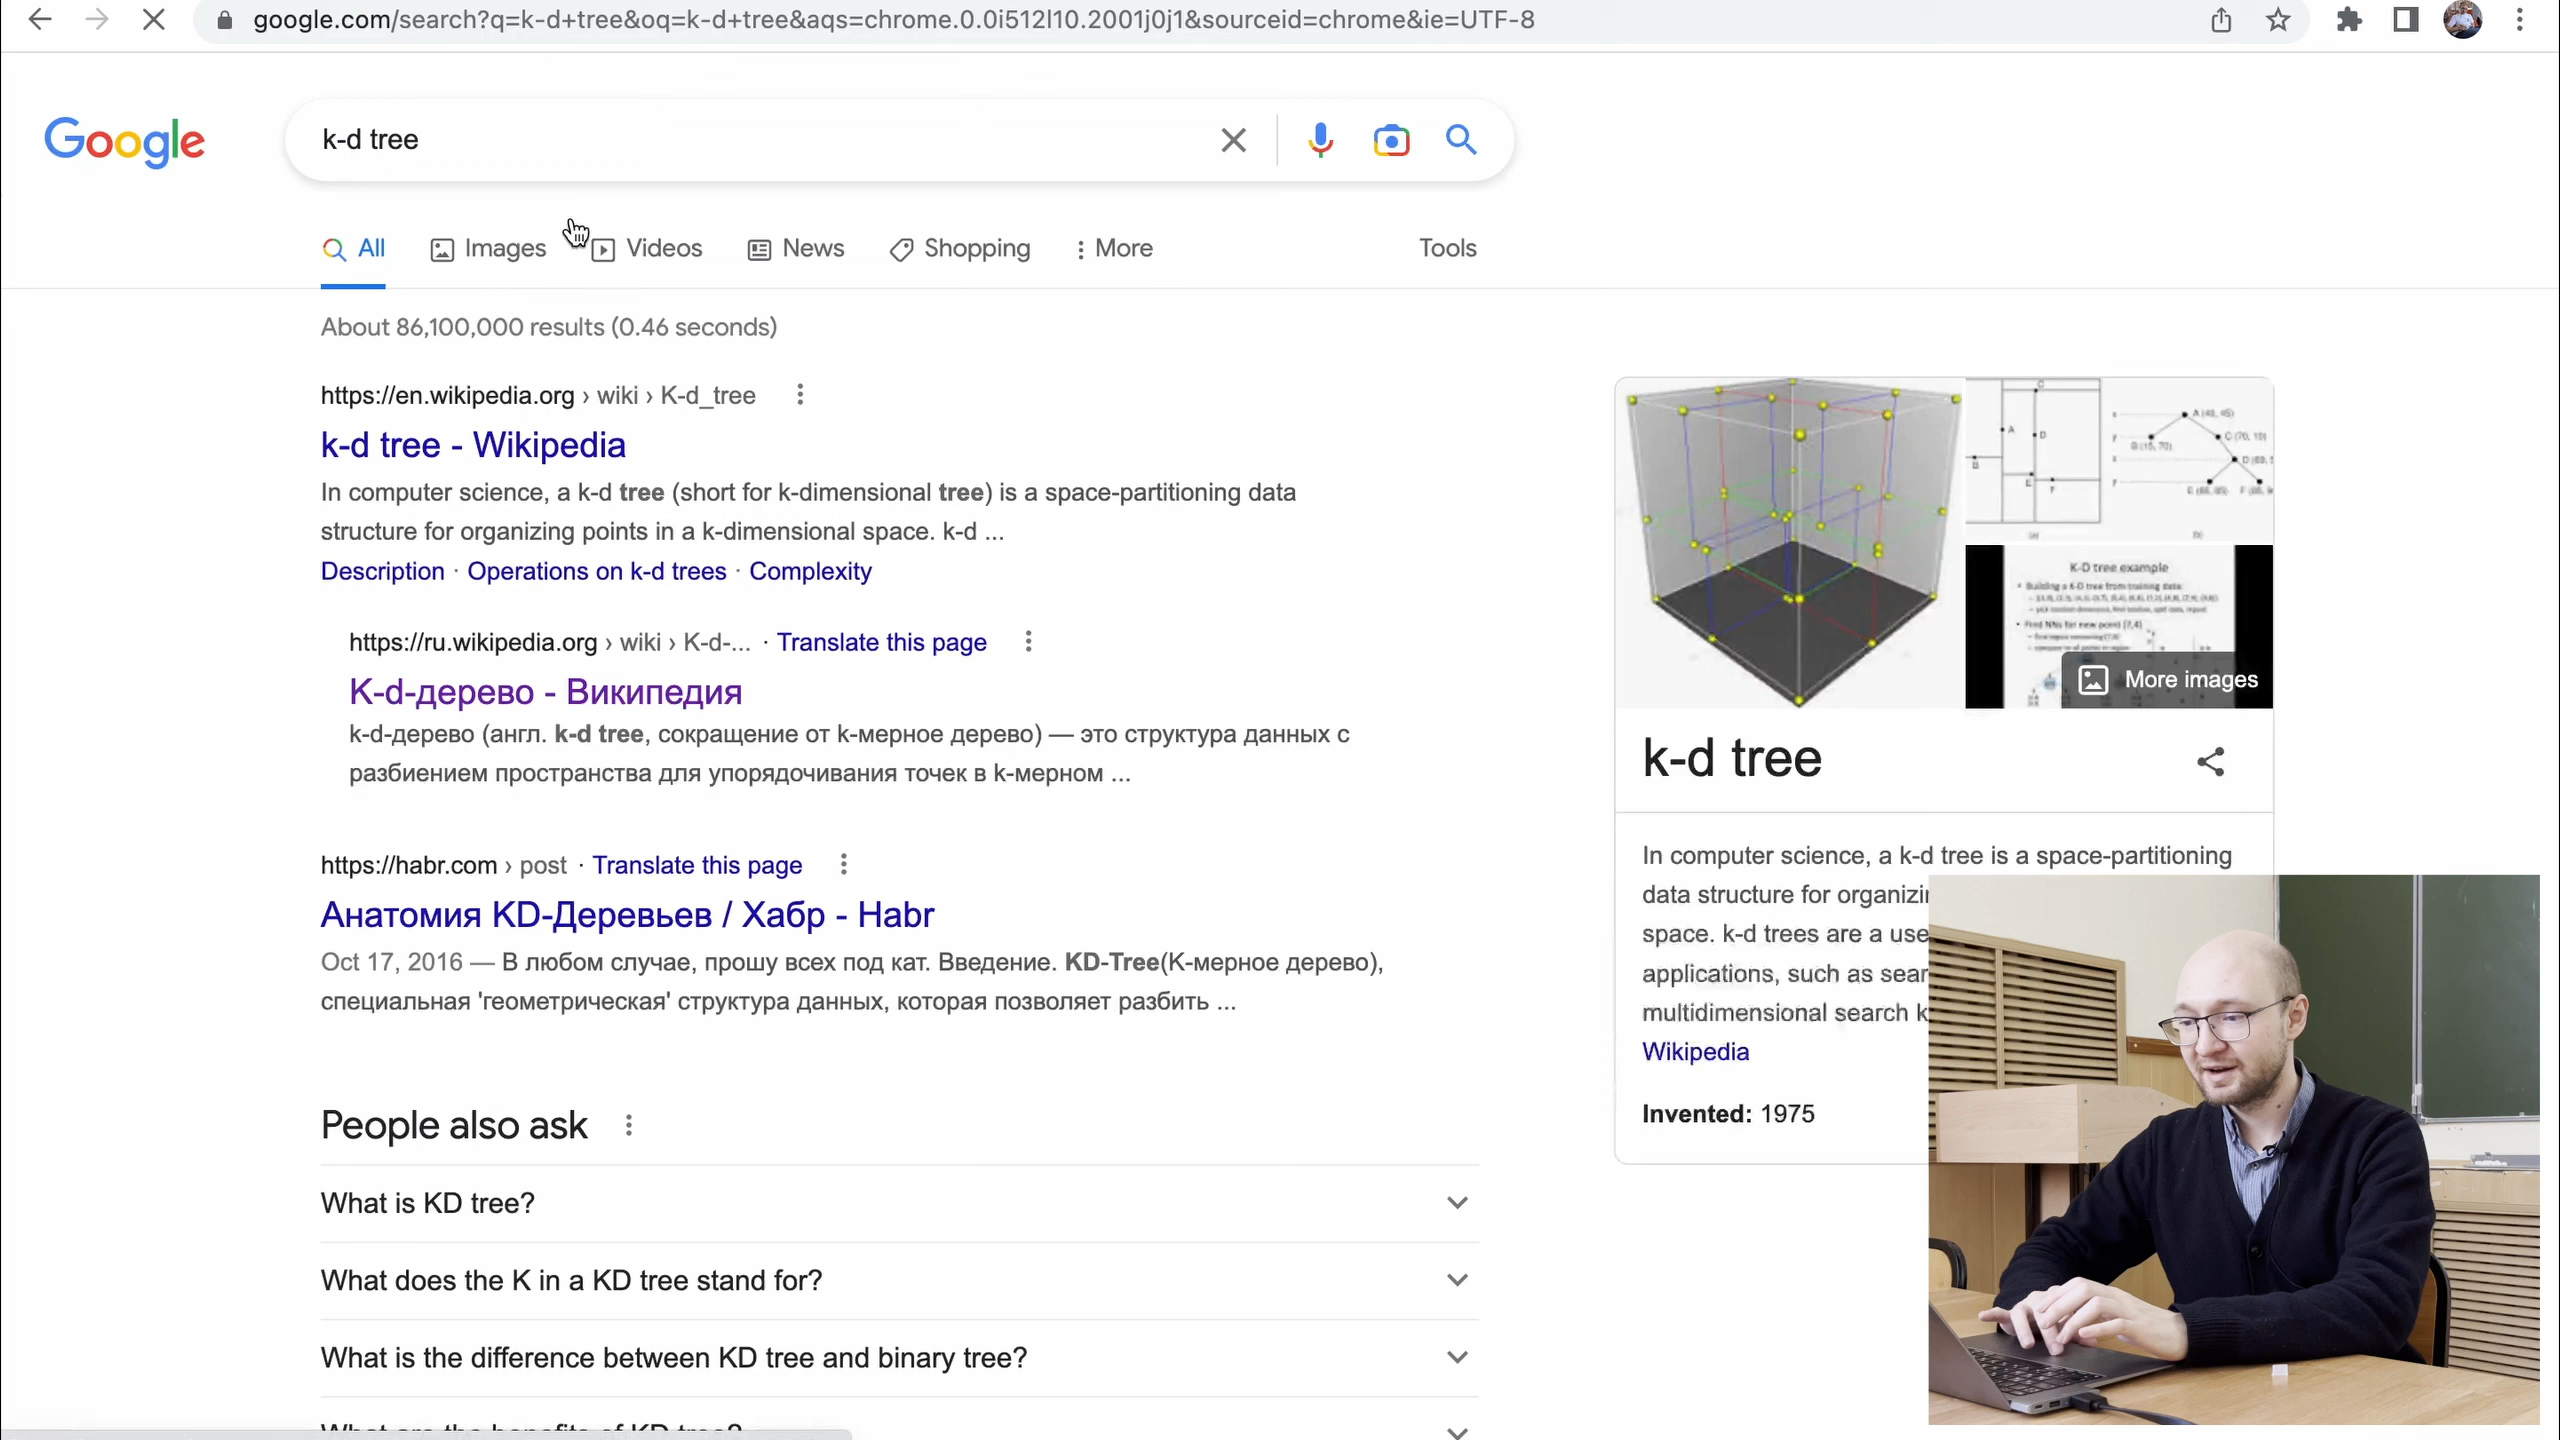 google.com/search?q=k-d+tree&oq=k-d+tree&aqs=chrome.0.0i512l10.2001j0j1&sourceid=chrome&ie=UTF-8
Google
k-d tree
All Images Videos News Shopping More Tools
About 86,100,000 results (0.46 seconds)
https://en.wikipedia.org › wiki › K-d_tree
k-d tree - Wikipedia
In computer science, a k-d tree (short for k-dimensional tree) is a space-partitioning data
structure for organizing points in a k-dimensional space. k-d ...
Description · Operations on k-d trees · Complexity
https://ru.wikipedia.org › wiki › K-d-... · Translate this page
K-d-дерево - Википедия
k-d-дерево (англ. k-d tree, сокращение от k-мерное дерево) — это структура данных с
разбиением пространства для упорядочивания точек в k-мерном ...
https://habr.com › post · Translate this page
Анатомия KD-Деревьев / Хабр - Habr
Oct 17, 2016 — В любом случае, прошу всех под кат. Введение. KD-Tree(K-мерное дерево),
специальная 'геометрическая' структура данных, которая позволяет разбить ...
People also ask
What is KD tree?
What does the K in a KD tree stand for?
What is the difference between KD tree and binary tree?
What are the benefits of KD tree?
K-D tree example
More images
k-d tree
In computer science, a k-d tree is a space-partitioning
data structure for
space. k-d trees are a
applications, such as
multidimensional search
Wikipedia
Invented: 1975